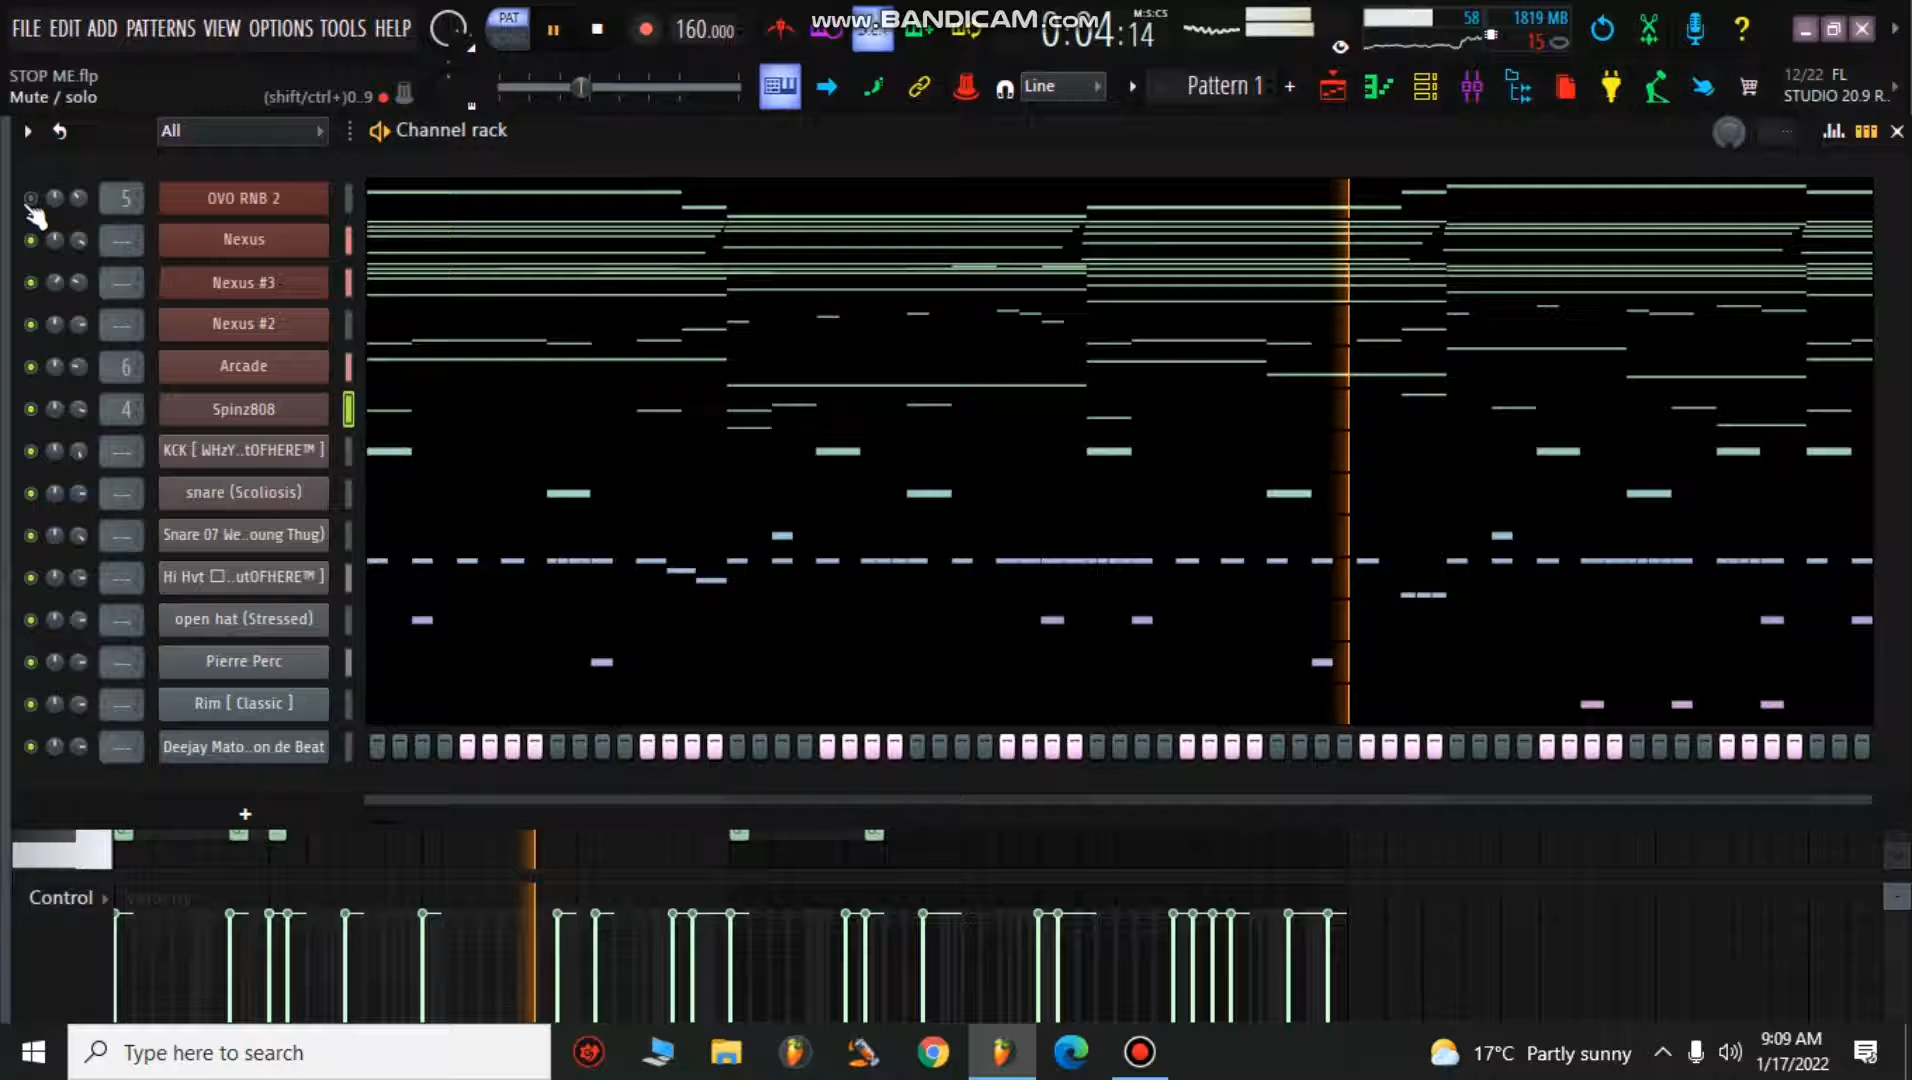 FILE EDIT ADD PATTERNS VIEW OPTIONS TOOLS HELP
PAT
160.000
www.BANDICAM.com
0:04:14
M:S:CS
58
1819 MB
15
STOP ME.flp
Mute / solo
(shift/ctrl+)0..9
Line
Pattern 1
+
12/22 FL
STUDIO 20.9 R..
All
Channel rack
5
OVO RNB 2
Nexus
Nexus #3
Nexus #2
6
Arcade
4
Spinz808
KCK [ WHzY..tOFHERE™ ]
snare (Scoliosis)
Snare 07 We..oung Thug)
Hi Hvt □..utOFHERE™ ]
open hat (Stressed)
Pierre Perc
Rim [ Classic ]
Deejay Mato..on de Beat
+
Control
Velocity
Type here to search
17°C Partly sunny
9:09 AM
1/17/2022